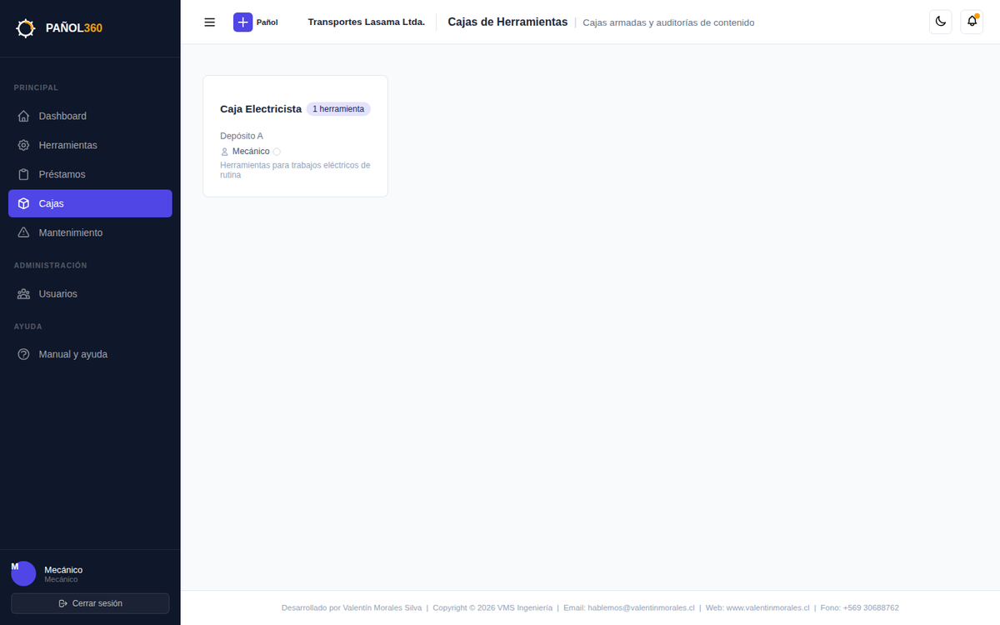 PAÑOL360
PRINCIPAL
Dashboard
Herramientas
Préstamos
Cajas
Mantenimiento
ADMINISTRACIÓN
Usuarios
AYUDA
Manual y ayuda
M
Mecánico
Mecánico
Cerrar sesión
Pañol
Transportes Lasama Ltda.
Cajas de Herramientas | Cajas armadas y auditorías de contenido
Caja Electricista
1 herramienta
Depósito A
Mecánico
Herramientas para trabajos eléctricos de
rutina
Desarrollado por Valentín Morales Silva | Copyright © 2026 VMS Ingeniería | Email: hablemos@valentinmorales.cl | Web: www.valentinmorales.cl | Fono: +569 30688762